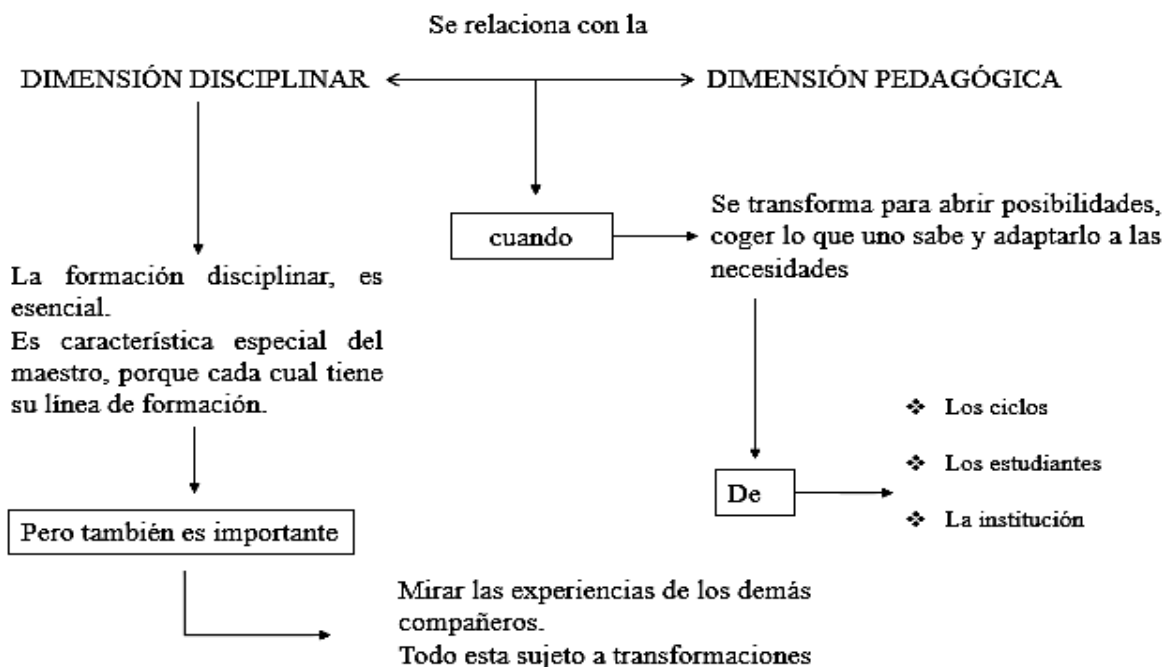 Se relaciona con la
DIMENSIÓN DISCIPLINAR
DIMENSIÓN PEDAGÓGICA
cuando
Se transforma para abrir posibilidades,
coger lo que uno sabe y adaptarlo a las
necesidades
La formación disciplinar, es
esencial.
Es característica especial del
maestro, porque cada cual tiene
su línea de formación.
De
❖ Los ciclos
❖ Los estudiantes
❖ La institución
Pero también es importante
Mirar las experiencias de los demás
compañeros.
Todo esta sujeto a transformaciones